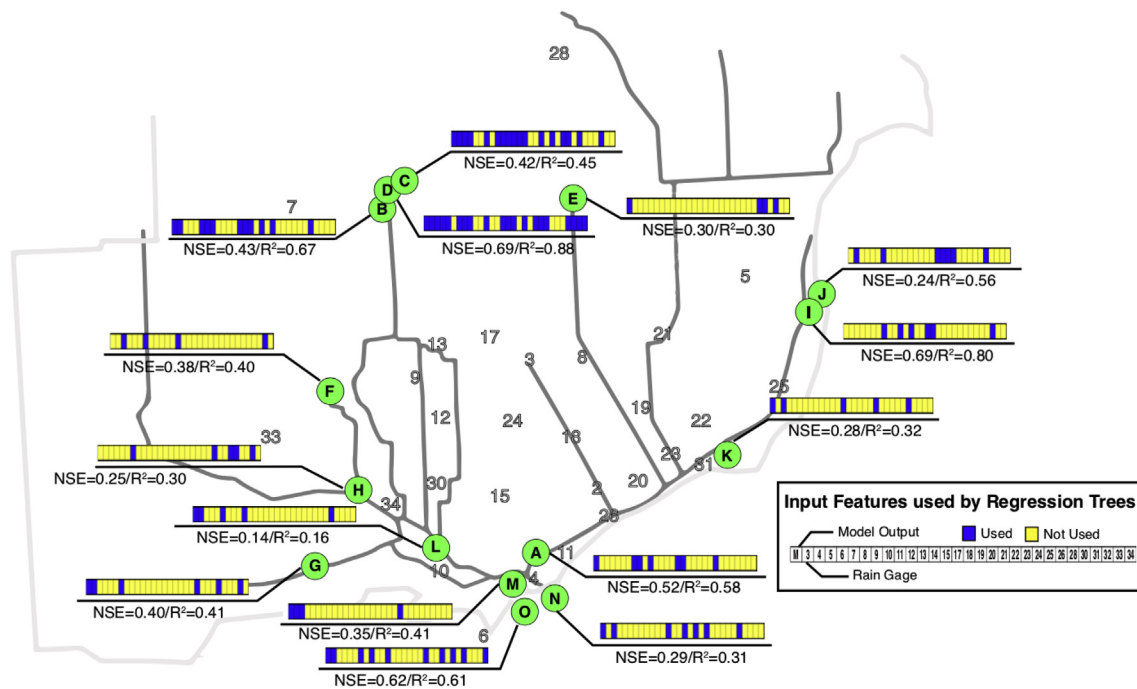 28
C
NSE=0.42/R²=0.45
D
B
7
E
NSE=0.43/R²=0.67
NSE=0.69/R²=0.88
NSE=0.30/R²=0.30
5
NSE=0.24/R²=0.56
J
I
17
13
21
3
8
NSE=0.69/R²=0.80
NSE=0.38/R²=0.40
9
F
25
12
24
19
22
NSE=0.28/R²=0.32
33
18
23
K
31
NSE=0.25/R²=0.30
H
30
15
2
20
34
26
Input Features used by Regression Trees
Model Output
Used
Not Used
M 3 4 5 6 7 8 9 10 11 12 13 14 15 17 18 19 20 21 22 23 24 25 26 28 29 30 31 32 33 34
Rain Gage
NSE=0.14/R²=0.16
L
11
A
G
10
4
M
NSE=0.52/R²=0.58
NSE=0.40/R²=0.41
O
N
NSE=0.35/R²=0.41
6
NSE=0.29/R²=0.31
NSE=0.62/R²=0.61